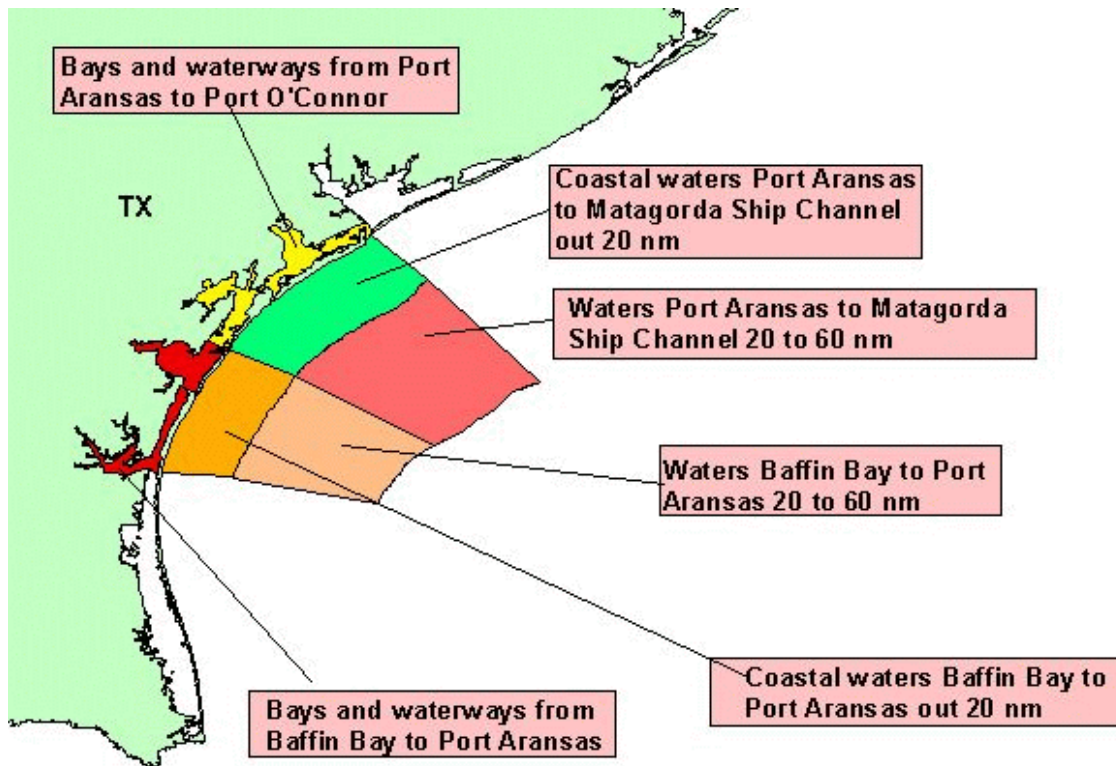 Bays and waterways from Port
Aransas to Port O'Connor
TX
Coastal waters Port Aransas
to Matagorda Ship Channel
out 20 nm
Waters Port Aransas to Matagorda
Ship Channel 20 to 60 nm
Waters Baffin Bay to Port
Aransas 20 to 60 nm
Coastal waters Baffin Bay to
Port Aransas out 20 nm
Bays and waterways from
Baffin Bay to Port Aransas